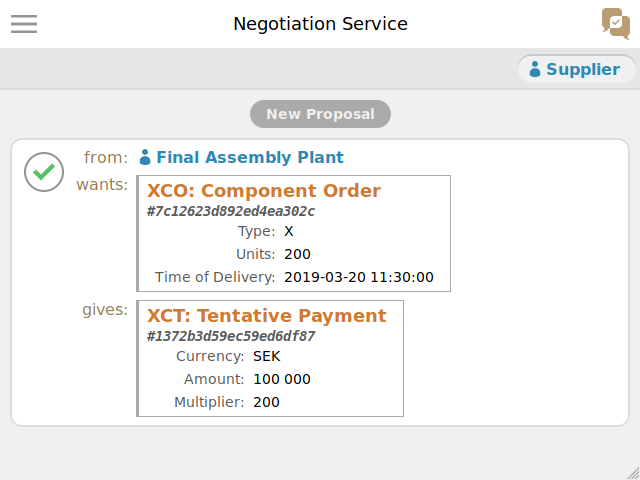 Negotiation Service
Supplier
New Proposal
from: Final Assembly Plant
wants:
XCO: Component Order
#7c12623d892ed4ea302c
Type: X
Units: 200
Time of Delivery: 2019-03-20 11:30:00
gives:
XCT: Tentative Payment
#1372b3d59ec59ed6df87
Currency: SEK
Amount: 100 000
Multiplier: 200